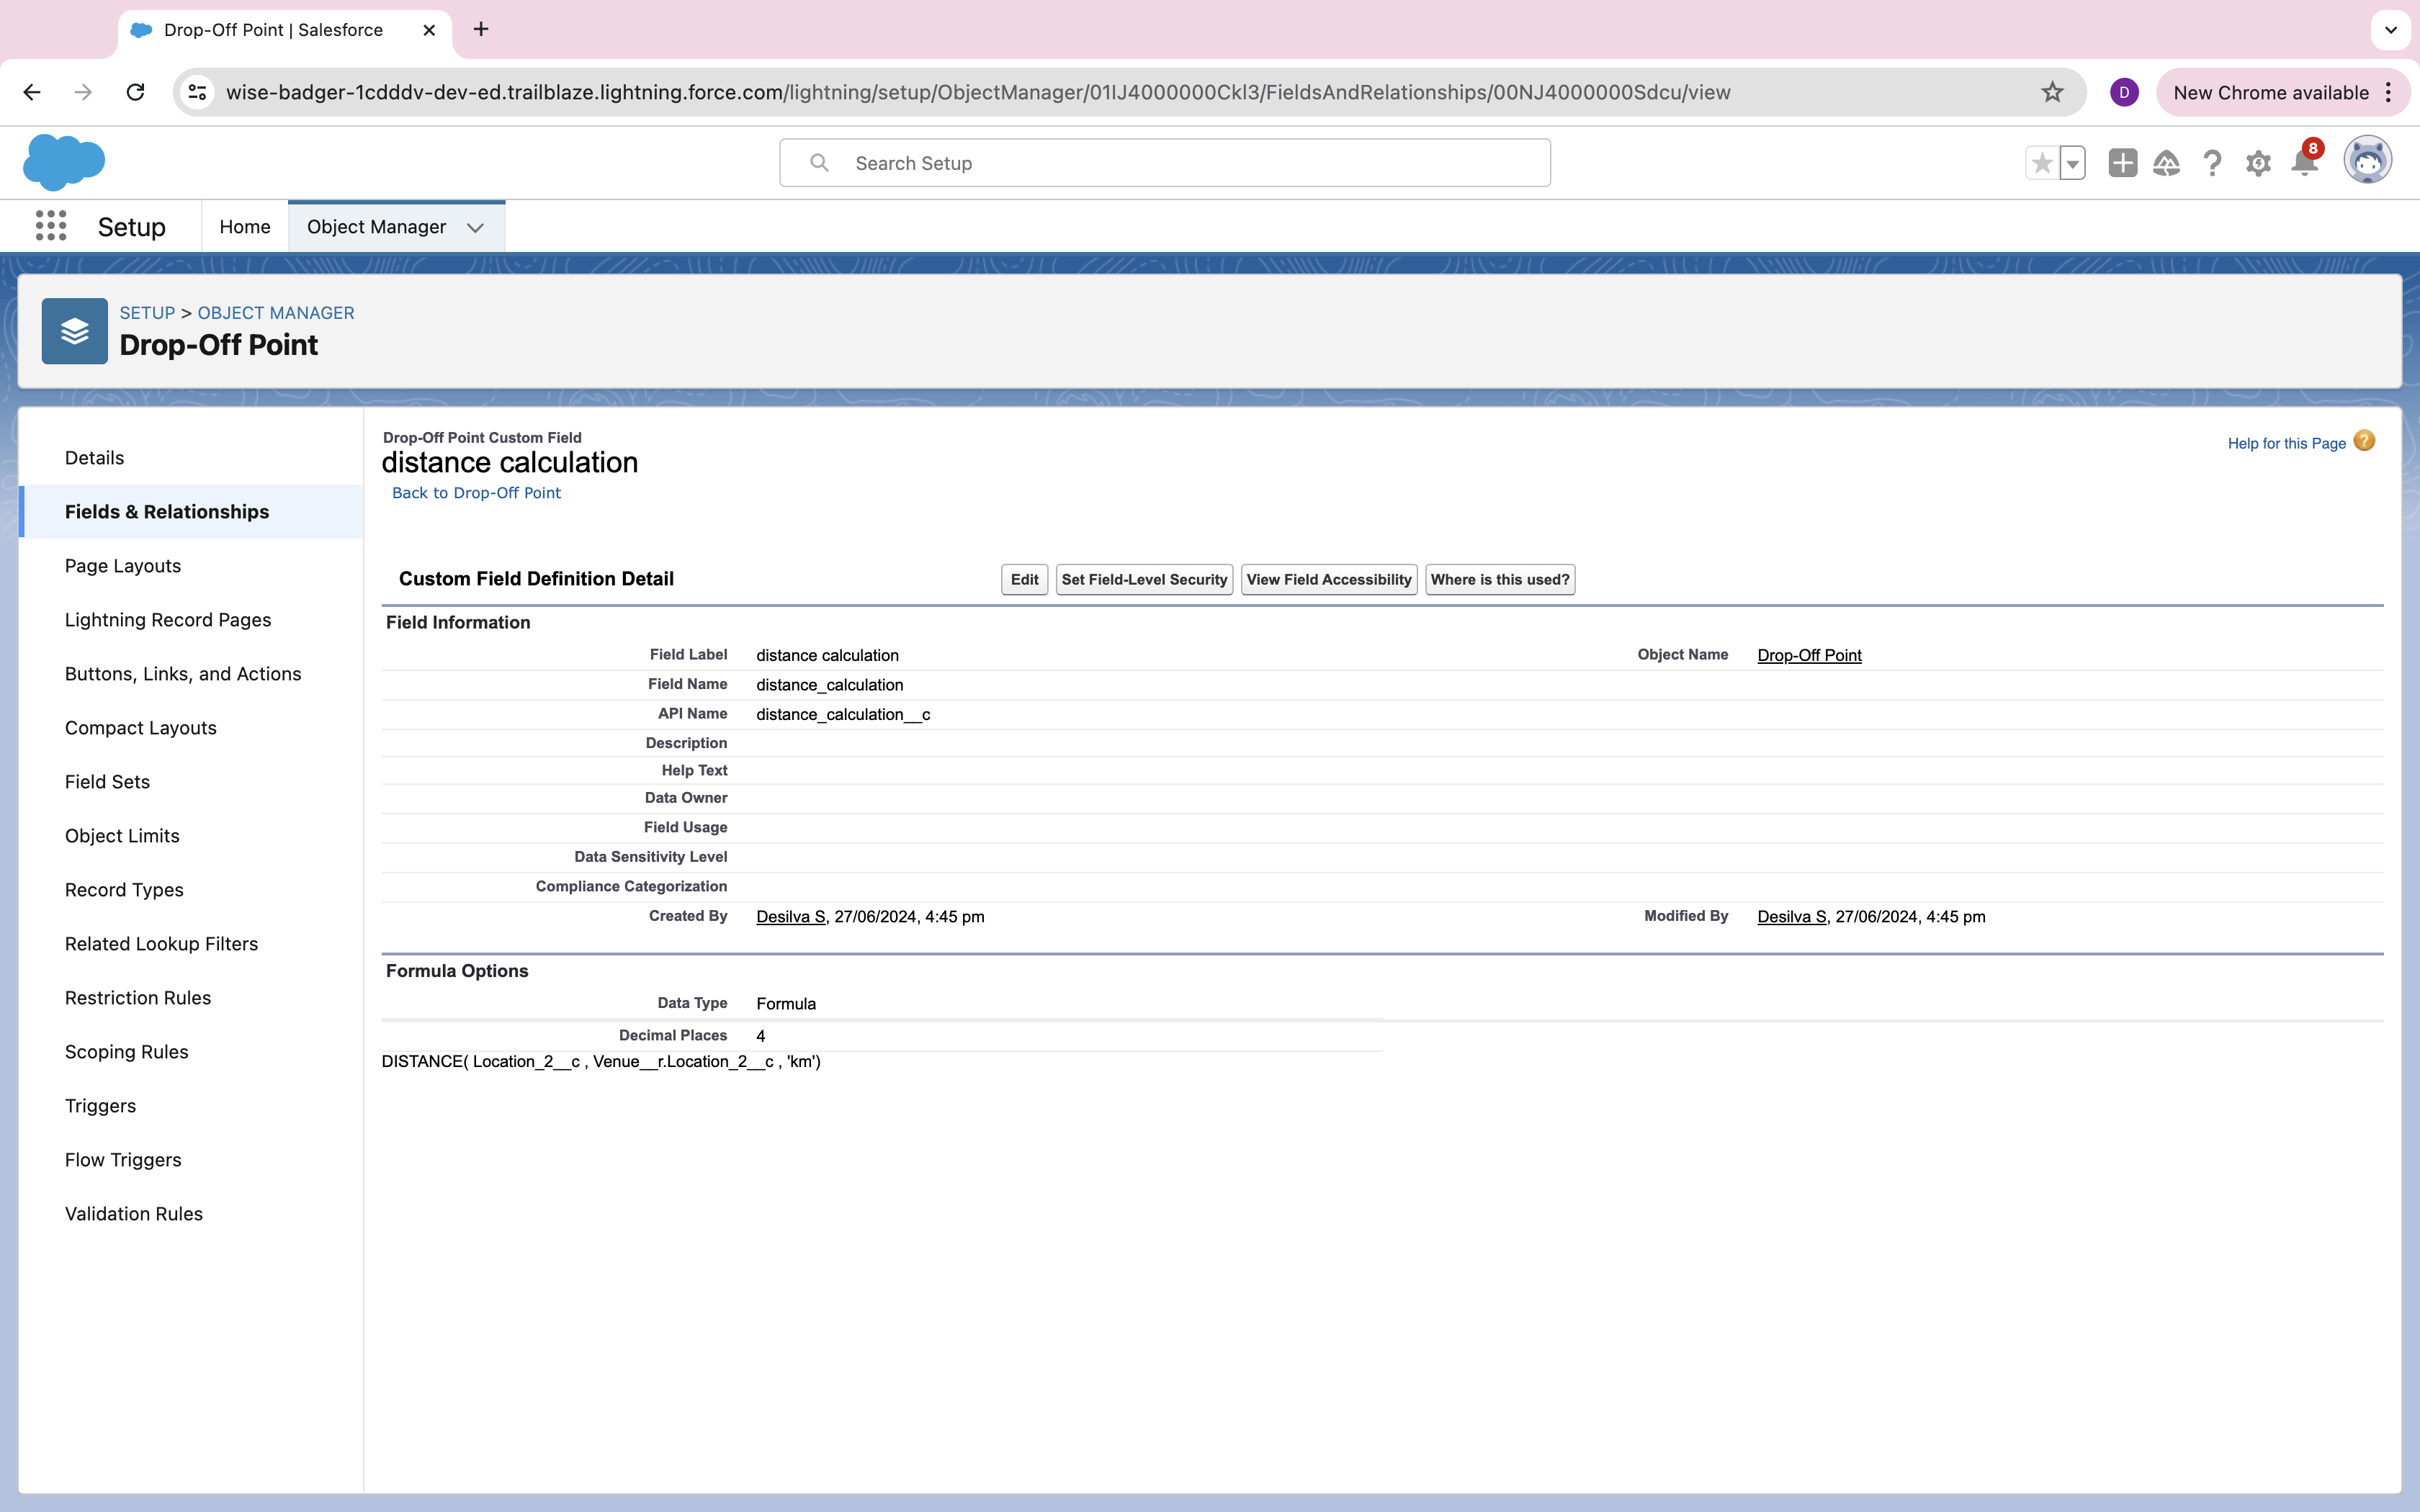 Drop-Off Point | Salesforce
wise-badger-1cdddv-dev-ed.trailblaze.lightning.force.com/lightning/setup/ObjectManager/01IJ4000000Ckl3/FieldsAndRelationships/00NJ4000000Sdcu/view
D
New Chrome available
Search Setup
8
Setup
Home
Object Manager
SETUP > OBJECT MANAGER
Drop-Off Point
Details
Fields & Relationships
Page Layouts
Lightning Record Pages
Buttons, Links, and Actions
Compact Layouts
Field Sets
Object Limits
Record Types
Related Lookup Filters
Restriction Rules
Scoping Rules
Triggers
Flow Triggers
Validation Rules
Drop-Off Point Custom Field
distance calculation
Back to Drop-Off Point
Help for this Page
Custom Field Definition Detail
Edit
Set Field-Level Security
View Field Accessibility
Where is this used?
Field Information
Field Label distance calculation Object Name Drop-Off Point
Field Name distance_calculation
API Name distance_calculation__c
Description
Help Text
Data Owner
Field Usage
Data Sensitivity Level
Compliance Categorization
Created By Desilva S, 27/06/2024, 4:45 pm Modified By Desilva S, 27/06/2024, 4:45 pm
Formula Options
Data Type Formula
Decimal Places 4
DISTANCE( Location_2__c , Venue__r.Location_2__c , 'km')